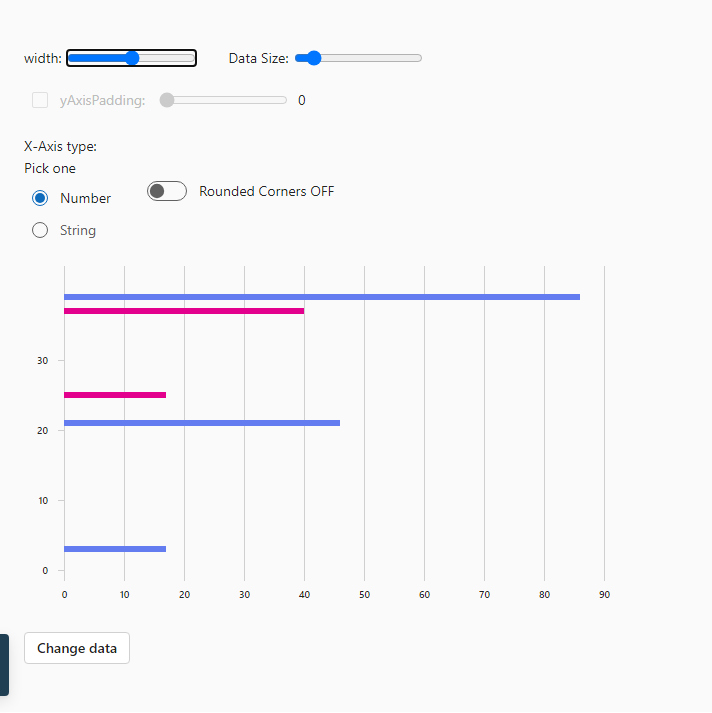 width: Data Size:
yAxisPadding: 0
X-Axis type:
Pick one
Number Rounded Corners OFF
String
30
20
10
0
0 10 20 30 40 50 60 70 80 90
Change data